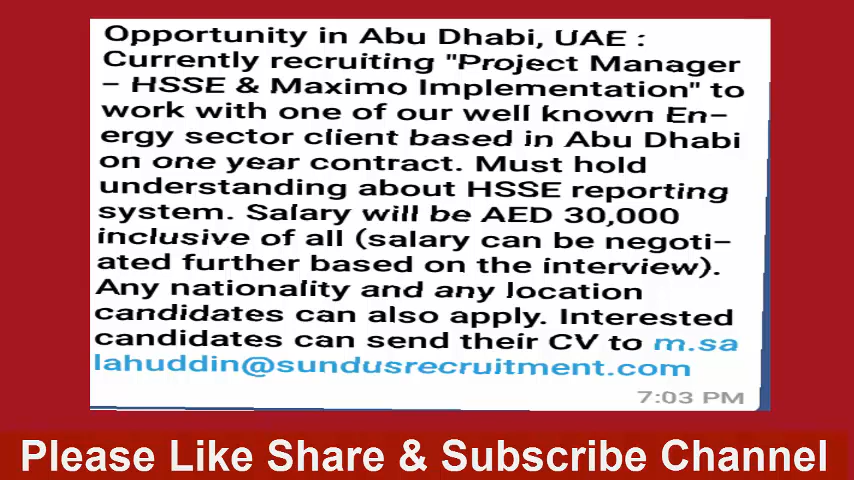 Opportunity in Abu Dhabi, UAE :
Currently recruiting "Project Manager
– HSSE & Maximo Implementation" to
work with one of our well known En-
ergy sector client based in Abu Dhabi
on one year contract. Must hold
understanding about HSSE reporting
system. Salary will be AED 30,000
inclusive of all (salary can be negoti-
ated further based on the interview).
Any nationality and any location
candidates can also apply. Interested
candidates can send their CV to m.sa
lahuddin@sundusrecruitment.com
7:03 PM
Please Like Share & Subscribe Channel